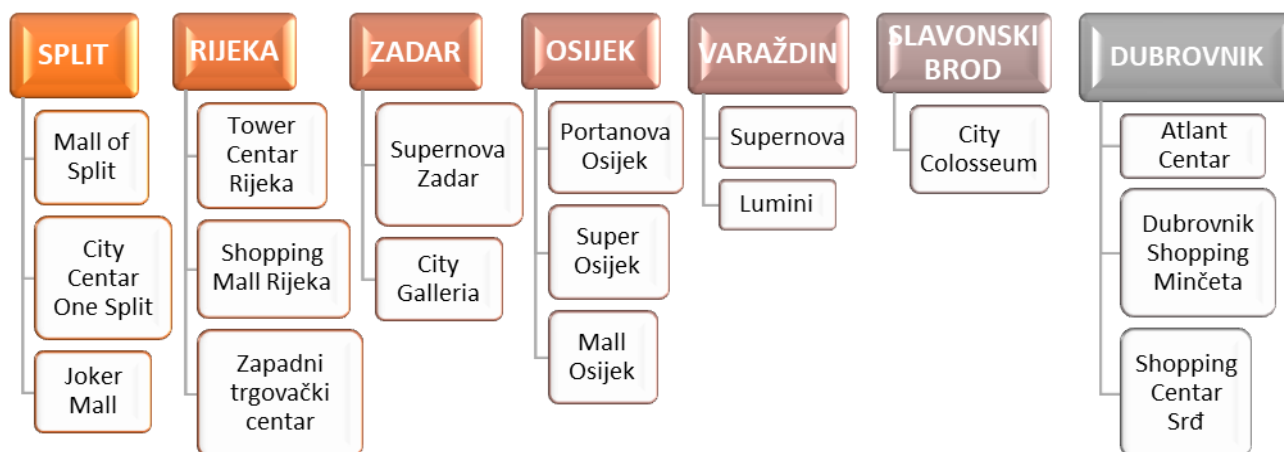 SPLIT
Mall of
Split
City
Centar
One Split
Joker
Mall
RIJEKA
Tower
Centar
Rijeka
Shopping
Mall Rijeka
Zapadni
trgovački
centar
ZADAR
Supernova
Zadar
City
Galleria
OSIJEK
Portanova
Osijek
Super
Osijek
Mall
Osijek
VARAŽDIN
Supernova
Lumini
SLAVONSKI
BROD
City
Colosseum
DUBROVNIK
Atlant
Centar
Dubrovnik
Shopping
Minčeta
Shopping
Centar
Srđ